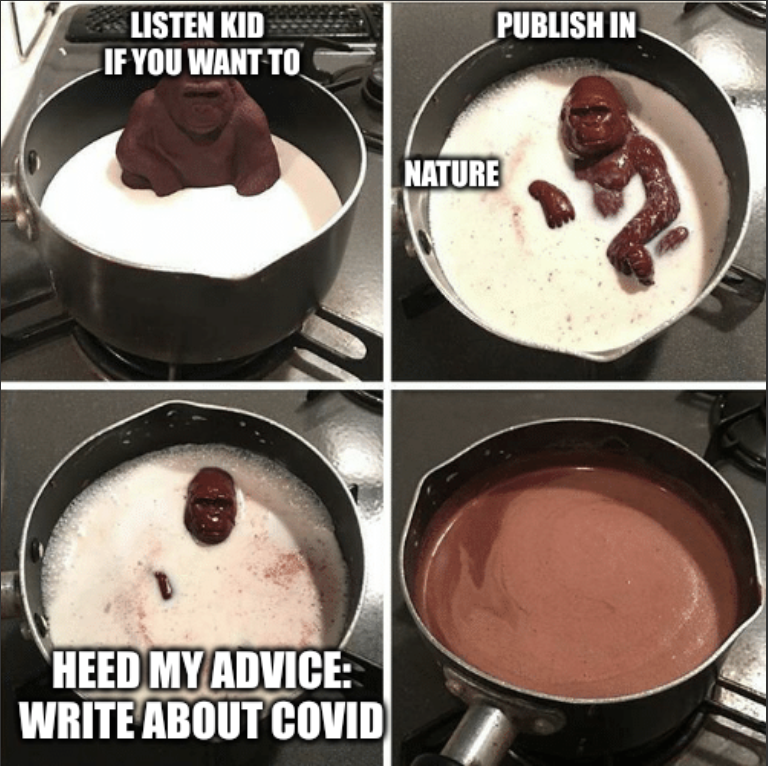 LISTEN KID
IF YOU WANT TO
PUBLISH IN
NATURE
HEED MY ADVICE:
WRITE ABOUT COVID